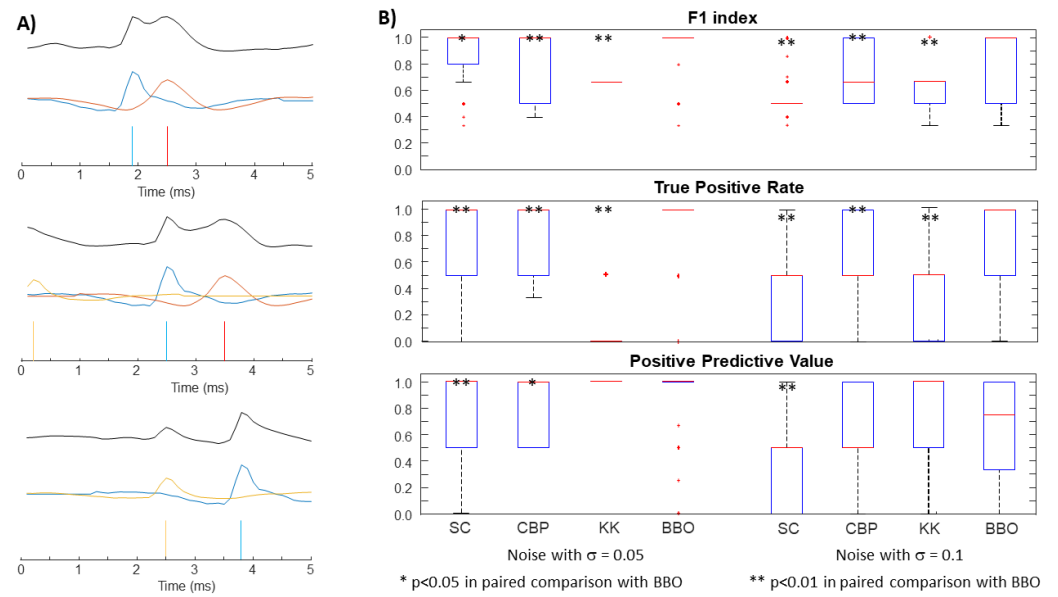 A)
0 1 2 3 4 5
Time (ms)
0 1 2 3 4 5
Time (ms)
0 1 2 3 4 5
Time (ms)
B)
F1 index
1.0 * ** ** ** ** **
0.8
0.6
0.4
0.2
0.0
True Positive Rate
1.0 ** ** ** ** ** **
0.8
0.6
0.4
0.2
0.0
Positive Predictive Value
1.0 ** * **
0.8
0.6
0.4
0.2
0.0
SC CBP KK BBO SC CBP KK BBO
Noise with σ = 0.05 Noise with σ = 0.1
* p<0.05 in paired comparison with BBO ** p<0.01 in paired comparison with BBO